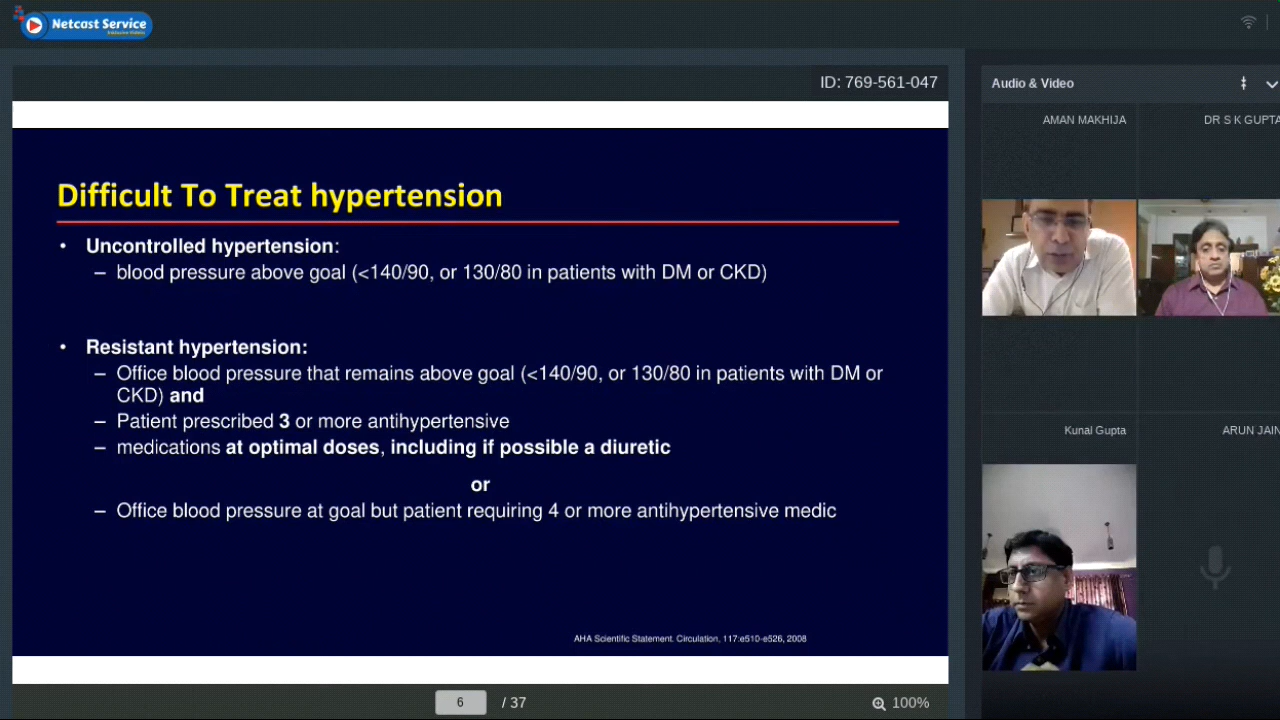 Netcast Service
ID: 769-561-047
Audio & Video
AMAN MAKHIJA
DR S K GUPTA
Difficult To Treat hypertension
• Uncontrolled hypertension:
– blood pressure above goal (<140/90, or 130/80 in patients with DM or CKD)
• Resistant hypertension:
– Office blood pressure that remains above goal (<140/90, or 130/80 in patients with DM or
CKD) and
– Patient prescribed 3 or more antihypertensive
– medications at optimal doses, including if possible a diuretic
or
– Office blood pressure at goal but patient requiring 4 or more antihypertensive medic
AHA Scientific Statement. Circulation, 117:e510-e526, 2008
Kunal Gupta
ARUN JAIN
6 / 37
100%